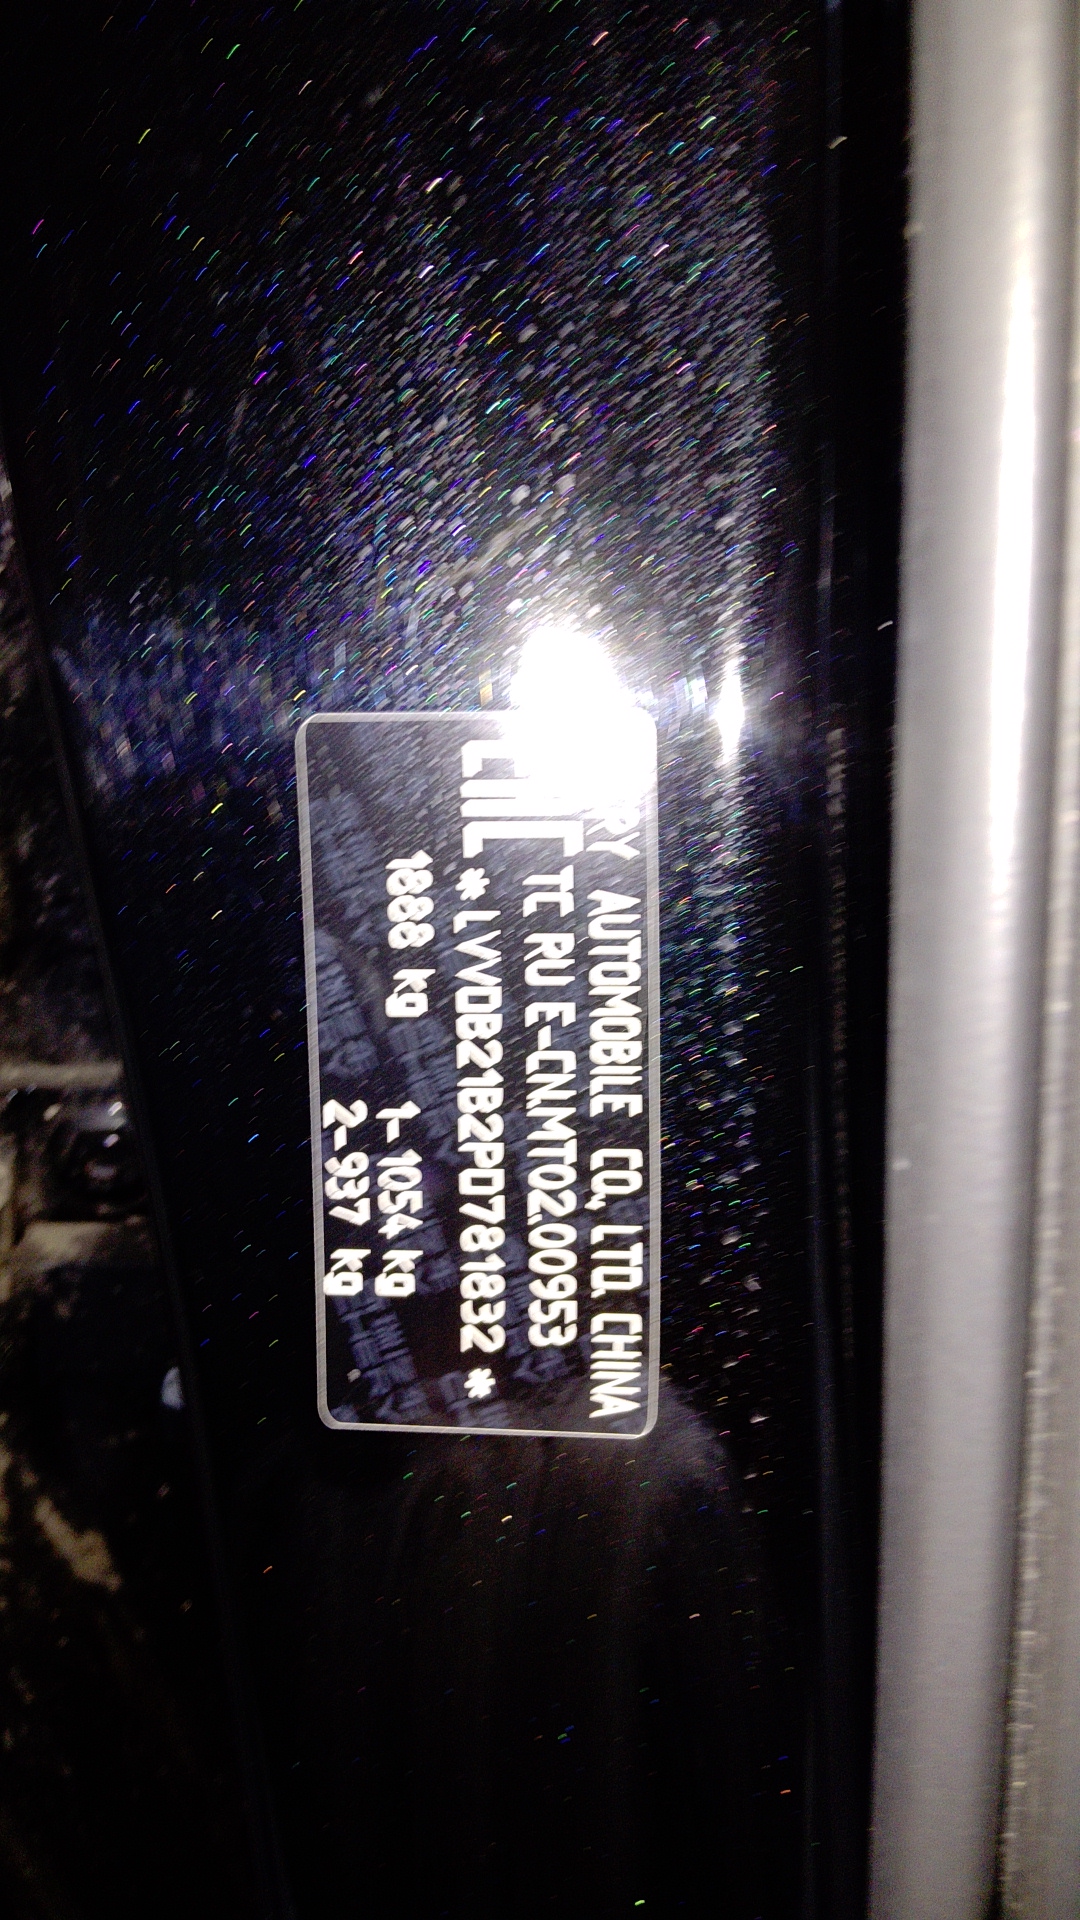 RY AUTOMOBILE CO., LTD. CHINA
EAC TC RU E-CN.MT02.00953
*LVVDB21B2PD781832*
1888 kg
1- 1054 kg
2- 937 kg